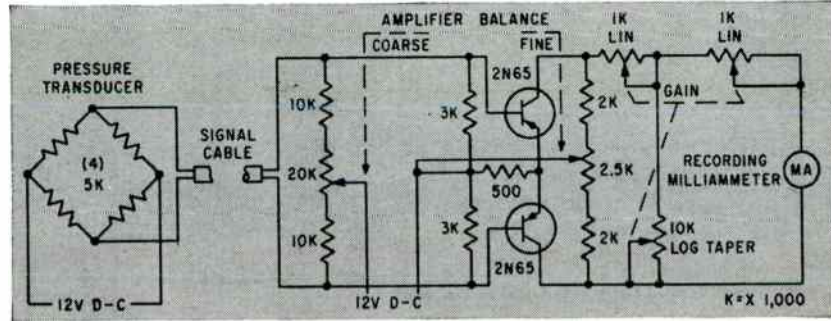 AMPLIFIER BALANCE
COARSE
FINE
1K
LIN
1K
LIN
PRESSURE
TRANSDUCER
(4)
5K
12V D-C
SIGNAL
CABLE
10K
20K
10K
3K
3K
500
2N65
2N65
12V D-C
2K
2.5K
2K
GAIN
10K
LOG TAPER
RECORDING
MILLIAMMETER
MA
K=X 1,000